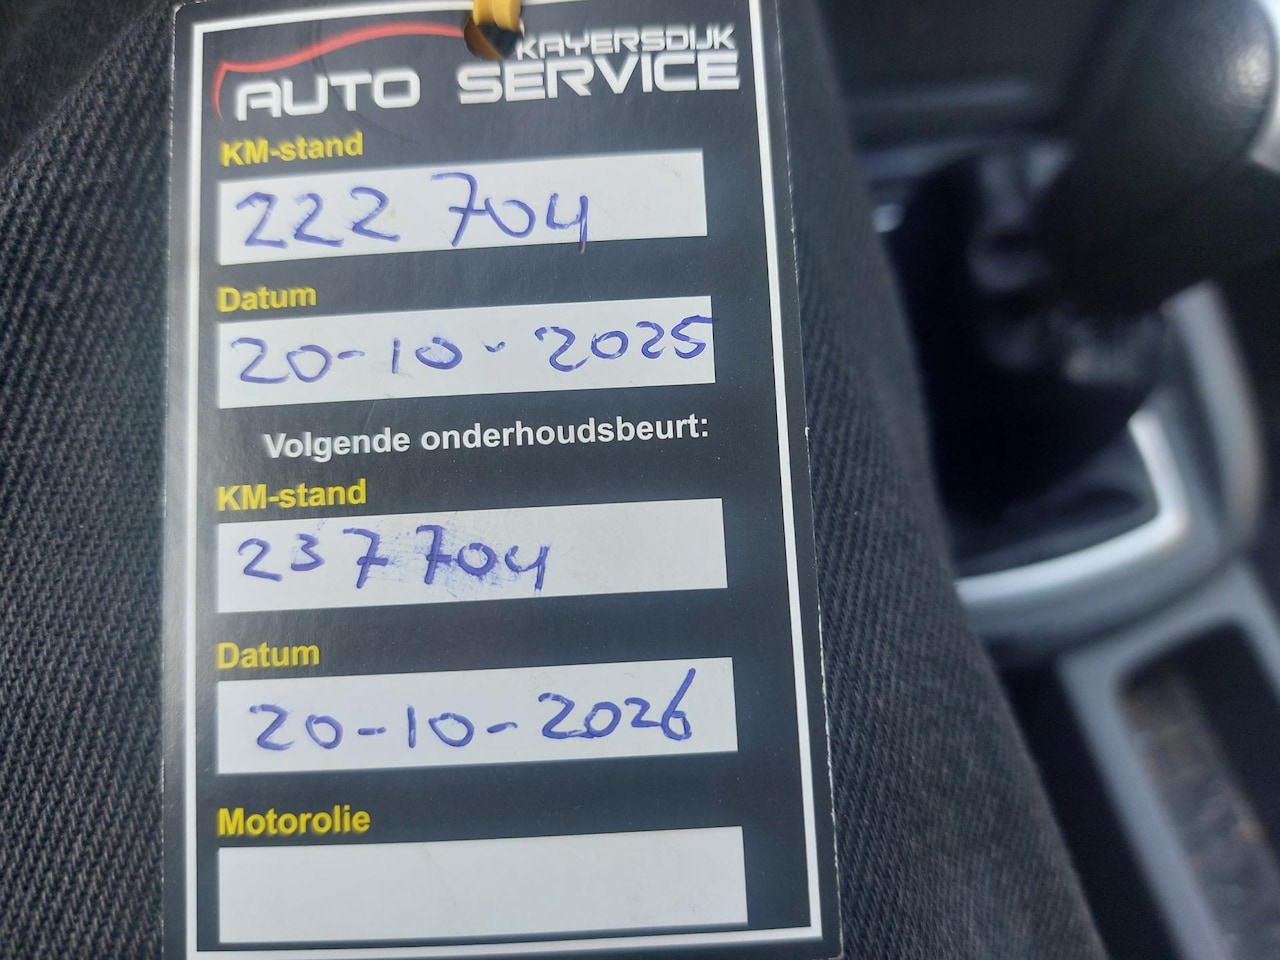 KAYERSDIJK
AUTO SERVICE
KM-stand
222 704
Datum
20-10-2025
Volgende onderhoudsbeurt:
KM-stand
237 704
Datum
20-10-2026
Motorolie